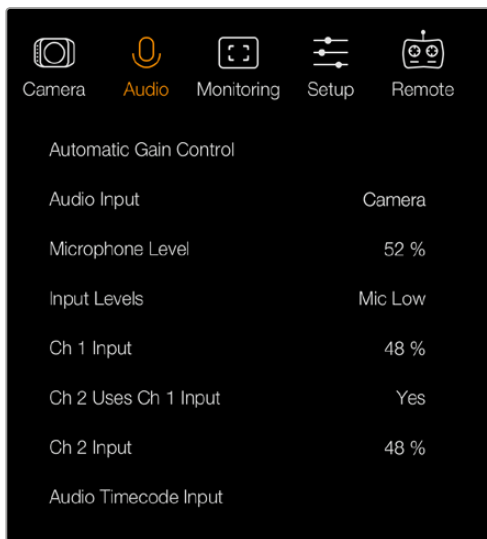 Camera Audio Monitoring Setup Remote
Automatic Gain Control
Audio Input Camera
Microphone Level 52 %
Input Levels Mic Low
Ch 1 Input 48 %
Ch 2 Uses Ch 1 Input Yes
Ch 2 Input 48 %
Audio Timecode Input